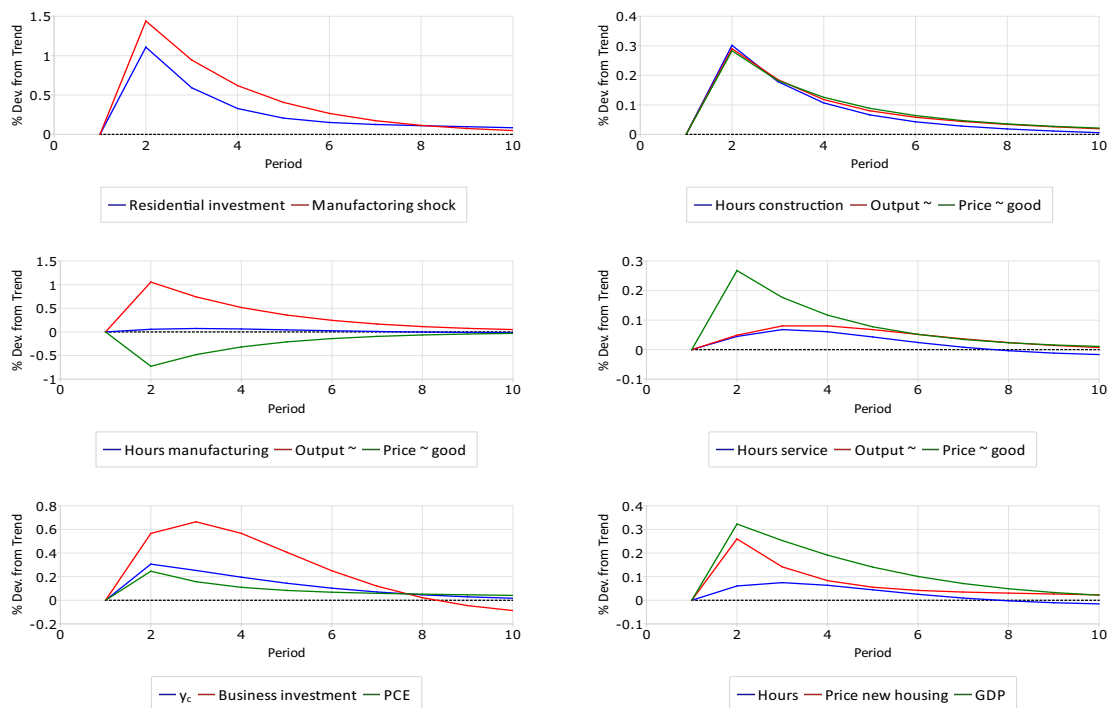 % Dev. from Trend
1.5
1
0.5
0
0 2 4 6 8 10
Period
Residential investment Manufactoring shock
% Dev. from Trend
0.4
0.3
0.2
0.1
0
0 2 4 6 8 10
Period
Hours construction Output ~ Price ~ good
% Dev. from Trend
1.5
1
0.5
0
-0.5
-1
0 2 4 6 8 10
Period
Hours manufacturing Output ~ Price ~ good
% Dev. from Trend
0.3
0.2
0.1
0
-0.1
0 2 4 6 8 10
Period
Hours service Output ~ Price ~ good
% Dev. from Trend
0.8
0.6
0.4
0.2
0
-0.2
0 2 4 6 8 10
Period
yc Business investment PCE
% Dev. from Trend
0.4
0.3
0.2
0.1
0
-0.1
0 2 4 6 8 10
Period
Hours Price new housing GDP